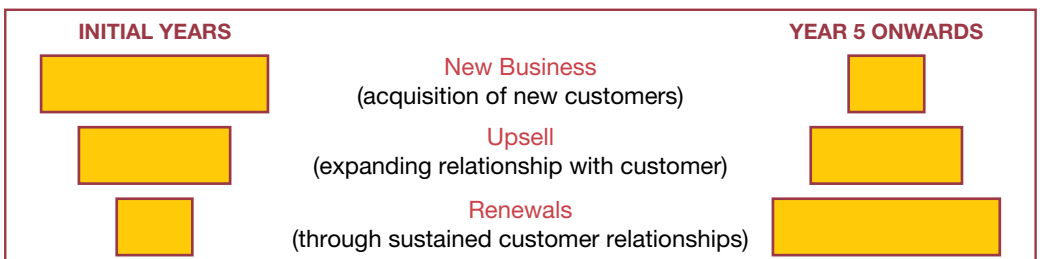 INITIAL YEARS
YEAR 5 ONWARDS
New Business
(acquisition of new customers)
Upsell
(expanding relationship with customer)
Renewals
(through sustained customer relationships)